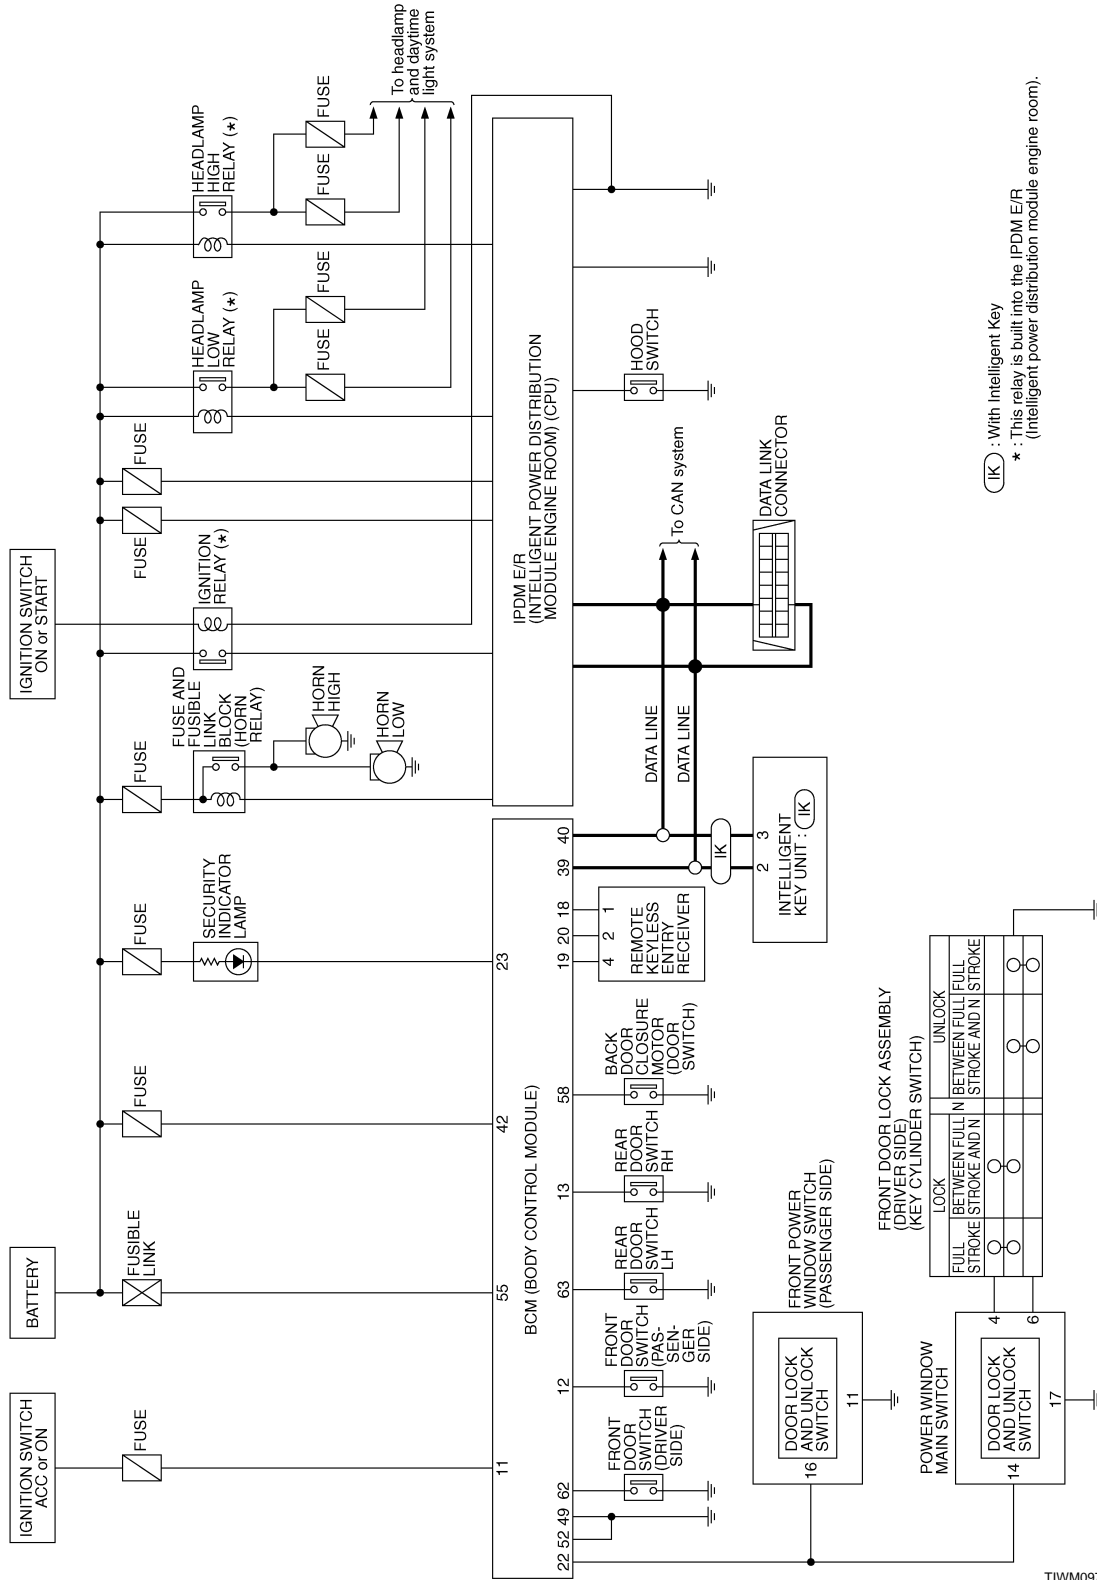 IGNITION SWITCH
ACC or ON
BATTERY
IGNITION SWITCH
ON or START
FUSE
FUSIBLE
LINK
FUSE
FUSE
SECURITY
INDICATOR
LAMP
FUSE
FUSE AND
FUSIBLE
LINK
BLOCK
(HORN
RELAY)
HORN
HIGH
HORN
LOW
IGNITION
RELAY (*)
FUSE
FUSE
HEADLAMP
LOW
RELAY (*)
FUSE
FUSE
HEADLAMP
HIGH
RELAY (*)
FUSE
FUSE
To headlamp
and daytime
light system
11
55
42
23
BCM (BODY CONTROL MODULE)
IPDM E/R
(INTELLIGENT POWER DISTRIBUTION
MODULE ENGINE ROOM) (CPU)
22
52
49
62
12
63
13
58
19
20
18
39
40
FRONT
DOOR
SWITCH
(DRIVER
SIDE)
FRONT
DOOR
SWITCH
(PAS-
SEN-
GER
SIDE)
REAR
DOOR
SWITCH
LH
REAR
DOOR
SWITCH
RH
BACK
DOOR
CLOSURE
MOTOR
(DOOR
SWITCH)
4
2
1
REMOTE
KEYLESS
ENTRY
RECEIVER
DATA LINE
DATA LINE
To CAN system
HOOD
SWITCH
IK
2
3
INTELLIGENT
KEY UNIT : IK
DATA LINK
CONNECTOR
16
DOOR LOCK
AND UNLOCK
SWITCH
11
FRONT POWER
WINDOW SWITCH
(PASSENGER SIDE)
POWER WINDOW
MAIN SWITCH
14
DOOR LOCK
AND UNLOCK
SWITCH
17
4
6
FRONT DOOR LOCK ASSEMBLY
(DRIVER SIDE)
(KEY CYLINDER SWITCH)
LOCK
N
UNLOCK
FULL
STROKE
BETWEEN FULL
STROKE AND N
BETWEEN FULL
STROKE AND N
FULL
STROKE
IK : With Intelligent Key
* : This relay is built into the IPDM E/R
(Intelligent power distribution module engine room).